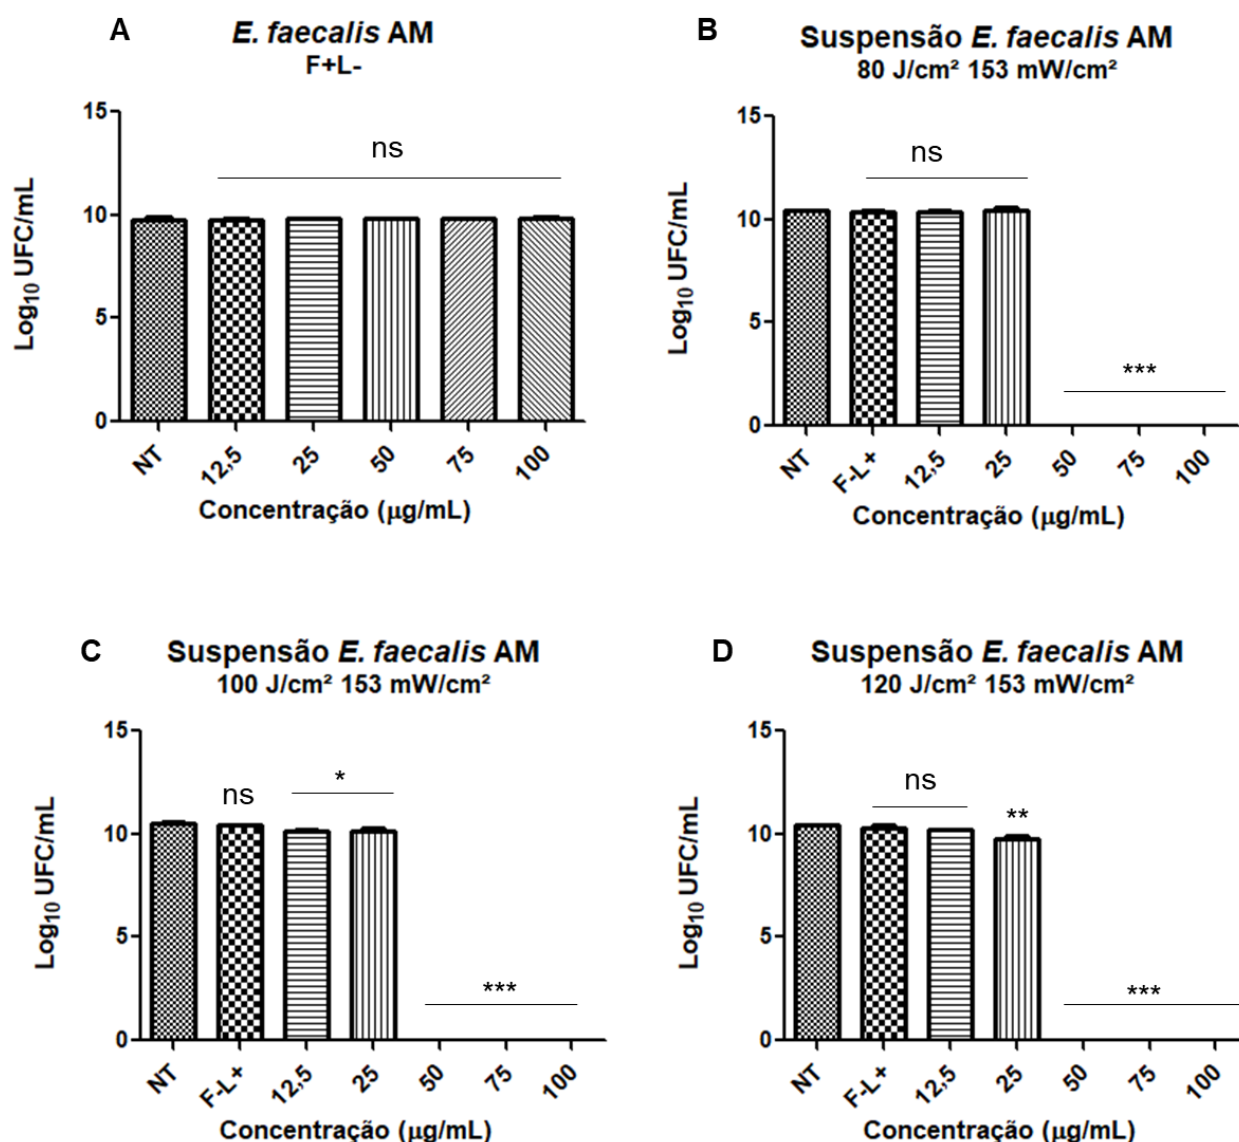 A
E. faecalis AM
F+L-
15
10
5
0
Log10 UFC/mL
ns
NT
12,5
25
50
75
100
Concentração (µg/mL)
B
Suspensão E. faecalis AM
80 J/cm² 153 mW/cm²
15
10
5
0
Log10 UFC/mL
ns
***
NT
F-L+
12,5
25
50
75
100
Concentração (µg/mL)
C
Suspensão E. faecalis AM
100 J/cm² 153 mW/cm²
15
10
5
0
Log10 UFC/mL
ns
*
***
NT
F-L+
12,5
25
50
75
100
Concentração (µg/mL)
D
Suspensão E. faecalis AM
120 J/cm² 153 mW/cm²
15
10
5
0
Log10 UFC/mL
ns
**
***
NT
F-L+
12,5
25
50
75
100
Concentração (µg/mL)